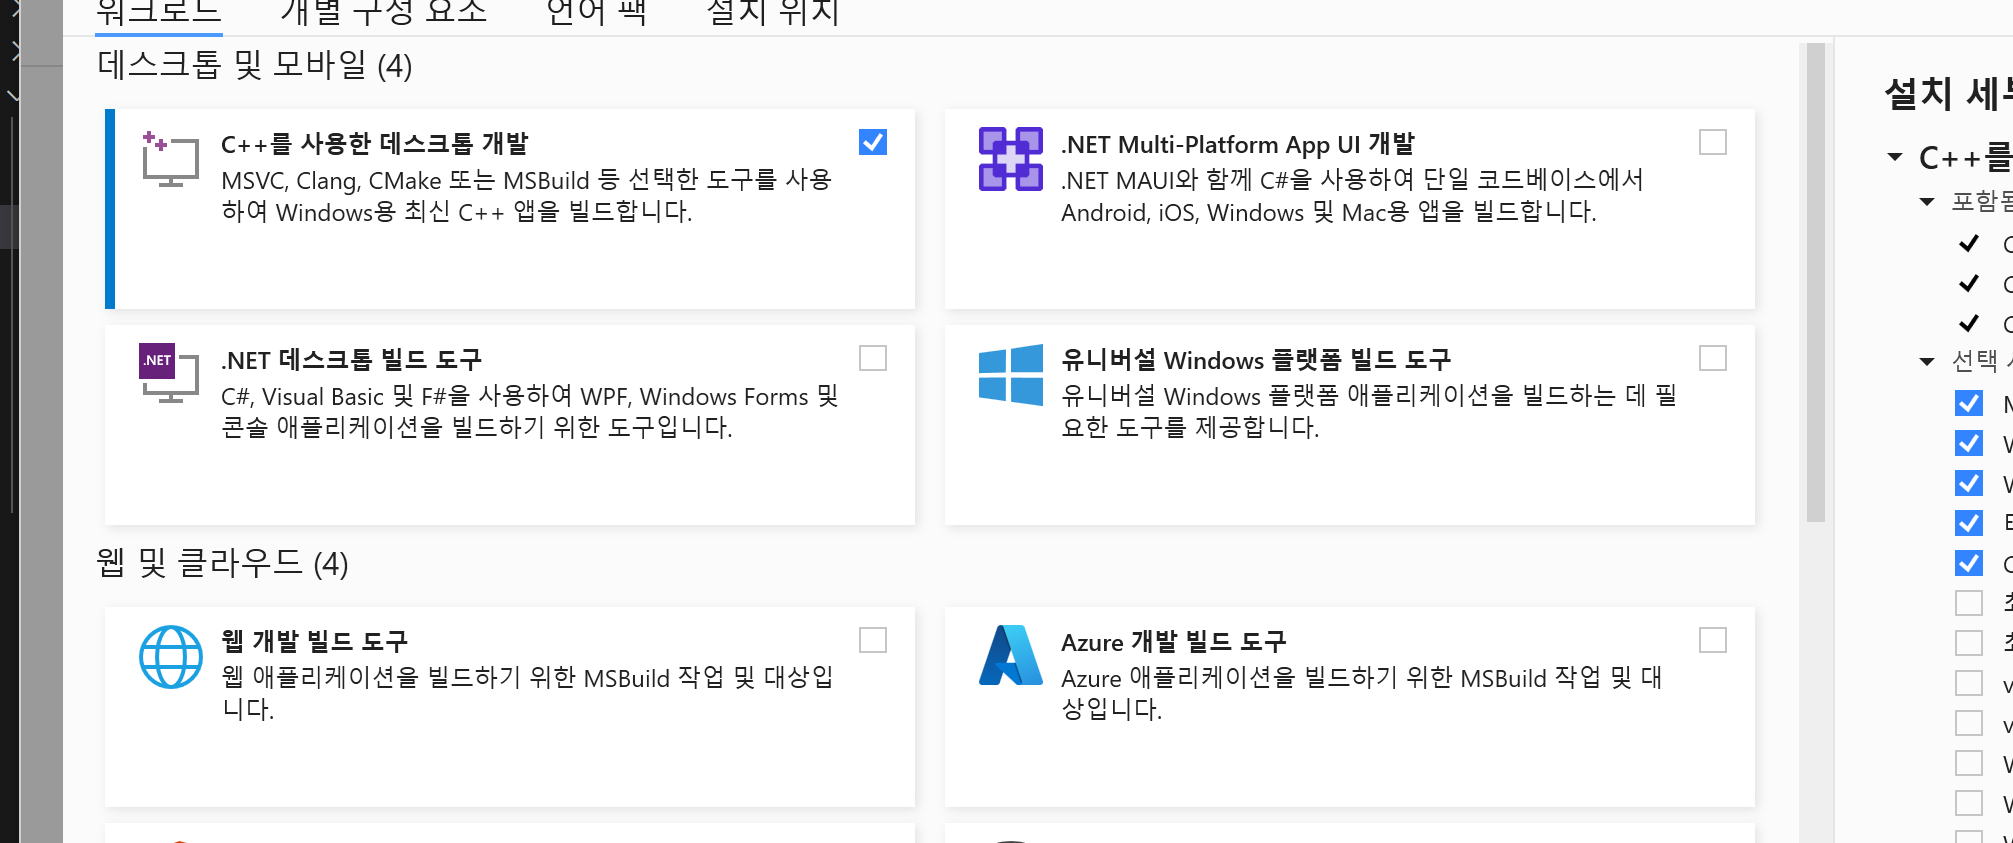 워크로드 개별 구성 요소 언어 팩 설치 위치
데스크톱 및 모바일 (4)
C++를 사용한 데스크톱 개발
MSVC, Clang, CMake 또는 MSBuild 등 선택한 도구를 사용
하여 Windows용 최신 C++ 앱을 빌드합니다.
.NET Multi-Platform App UI 개발
.NET MAUI와 함께 C#을 사용하여 단일 코드베이스에서
Android, iOS, Windows 및 Mac용 앱을 빌드합니다.
.NET
.NET 데스크톱 빌드 도구
C#, Visual Basic 및 F#을 사용하여 WPF, Windows Forms 및
콘솔 애플리케이션을 빌드하기 위한 도구입니다.
유니버설 Windows 플랫폼 빌드 도구
유니버설 Windows 플랫폼 애플리케이션을 빌드하는 데 필
요한 도구를 제공합니다.
웹 및 클라우드 (4)
웹 개발 빌드 도구
웹 애플리케이션을 빌드하기 위한 MSBuild 작업 및 대상입
니다.
Azure 개발 빌드 도구
Azure 애플리케이션을 빌드하기 위한 MSBuild 작업 및 대
상입니다.
설치
C++를
포함됨
선택